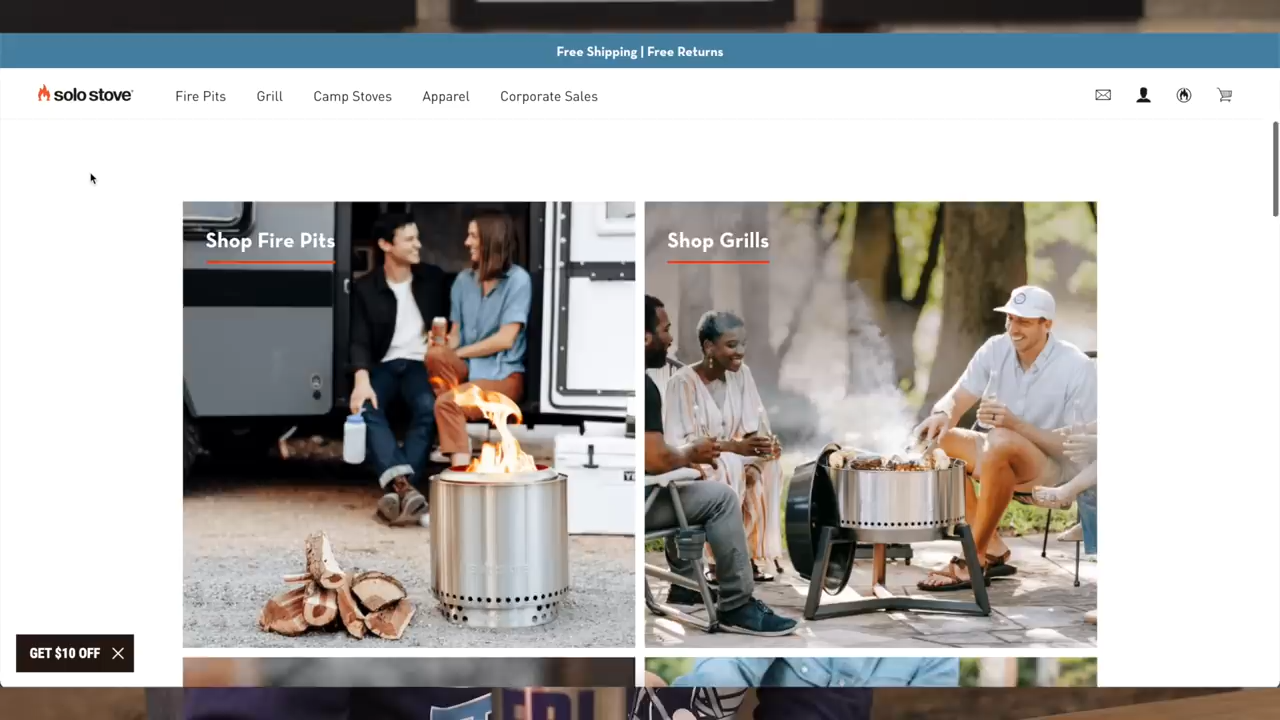 Free Shipping | Free Returns
solo stove
Fire Pits
Grill
Camp Stoves
Apparel
Corporate Sales
Shop Fire Pits
Shop Grills
GET $10 OFF